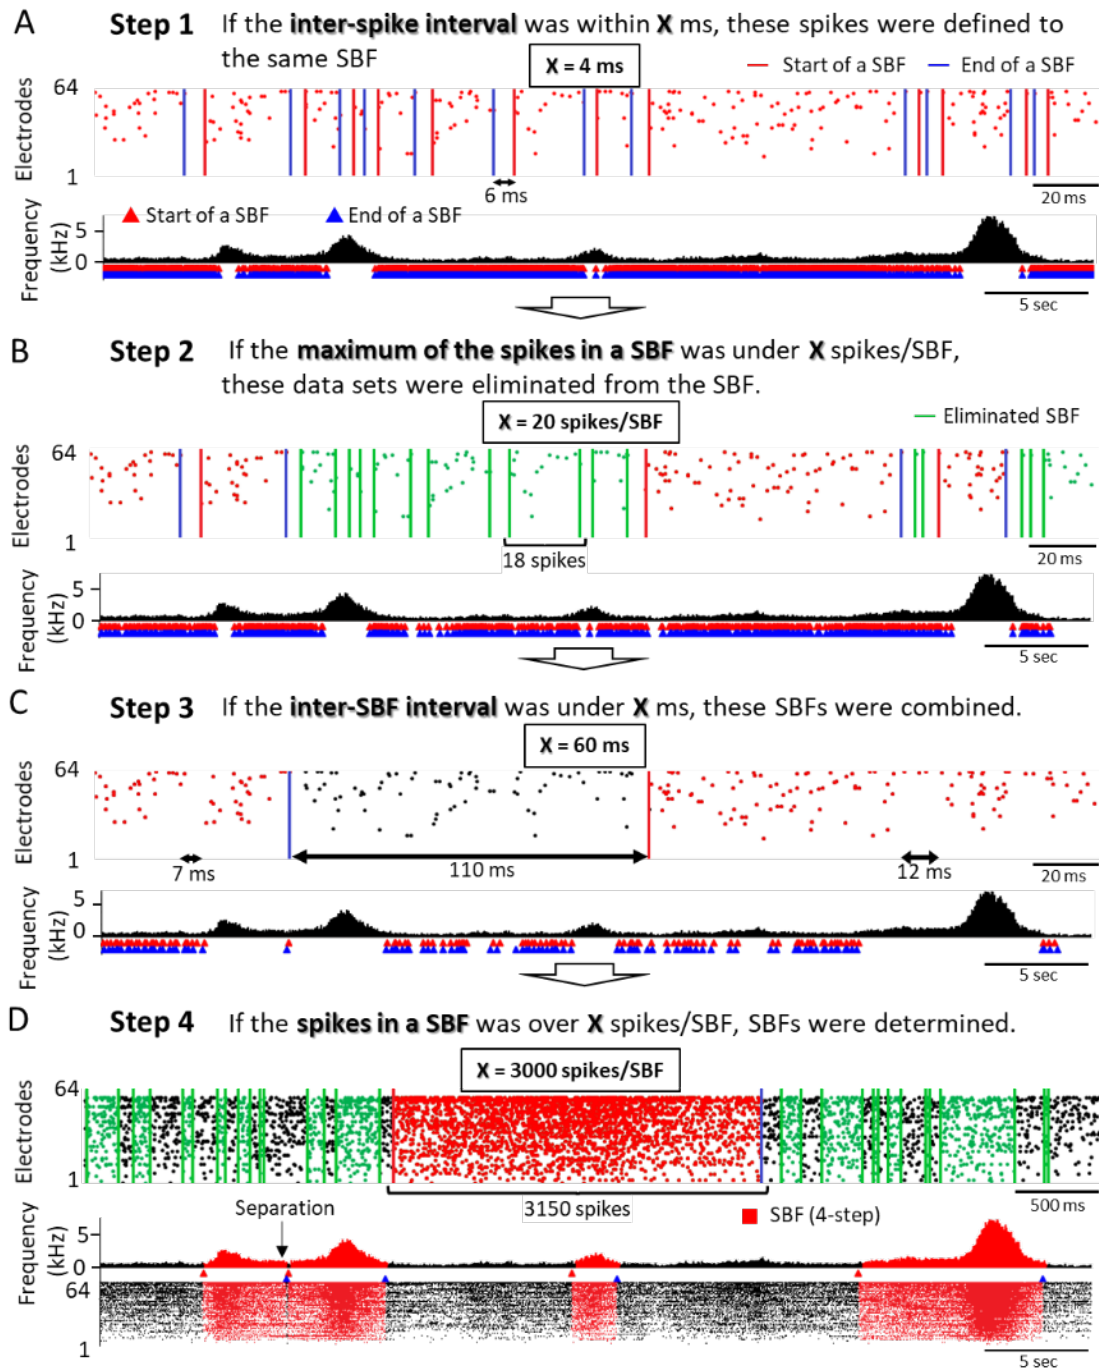 A Step 1 If the inter-spike interval was within X ms, these spikes were defined to
the same SBF
X = 4 ms
Start of a SBF End of a SBF
64
Electrodes
1
6 ms
20 ms
Start of a SBF End of a SBF
Frequency
(kHz)
5
0
5 sec
B Step 2 If the maximum of the spikes in a SBF was under X spikes/SBF,
these data sets were eliminated from the SBF.
X = 20 spikes/SBF
Eliminated SBF
64
Electrodes
1
18 spikes
20 ms
Frequency
(kHz)
5
0
5 sec
C Step 3 If the inter-SBF interval was under X ms, these SBFs were combined.
X = 60 ms
64
Electrodes
1
7 ms
110 ms
12 ms
20 ms
Frequency
(kHz)
5
0
5 sec
D Step 4 If the spikes in a SBF was over X spikes/SBF, SBFs were determined.
X = 3000 spikes/SBF
64
Electrodes
1
3150 spikes
500 ms
Separation
SBF (4-step)
Frequency
(kHz)
5
0
64
1
5 sec